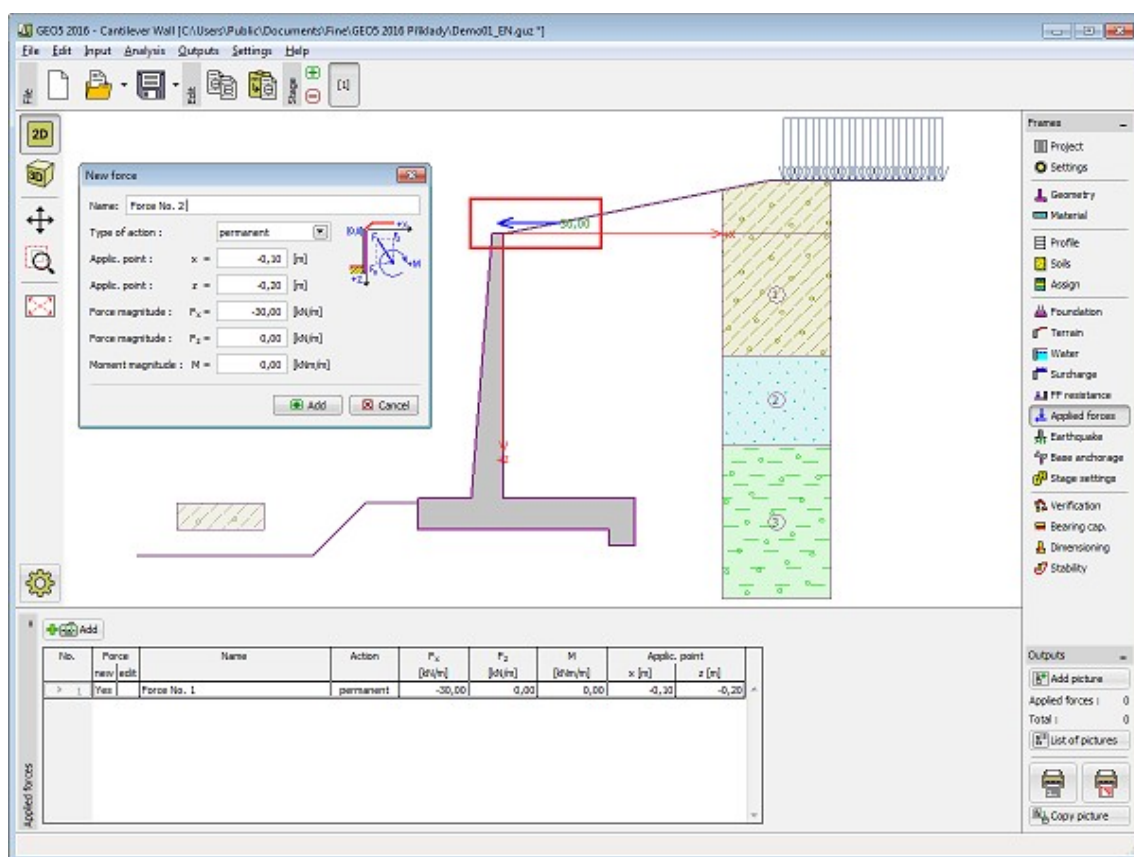 GEO5 2016 - Cantilever Wall [C:\Users\Public\Documents\Fine\GEO5 2016 Příklady\Demo01_EN.guz *]
File Edit Input Analysis Outputs Settings Help
File
Edit
Stage
[1]
2D
3D
New force
Name: Force No. 2
Type of action : permanent
Applic. point : x = -0,10 [m]
Applic. point : z = -0,20 [m]
Force magnitude : Fx = -30,00 [kN/m]
Force magnitude : Fz = 0,00 [kN/m]
Moment magnitude : M = 0,00 [kNm/m]
Add Cancel
[0,0]
+x
+M
+z
30,00
+x
+z
1
2
3
Frames
Project
Settings
Geometry
Material
Profile
Soils
Assign
Foundation
Terrain
Water
Surcharge
FF resistance
Applied forces
Earthquake
Base anchorage
Stage settings
Verification
Bearing cap.
Dimensioning
Stability
Outputs
Add picture
Applied forces : 0
Total : 0
List of pictures
Copy picture
Applied forces
Add
No. Force Name Action Fx Fz M Applic. point
new edit [kN/m] [kN/m] [kNm/m] x [m] z [m]
> 1 Yes Force No. 1 permanent -30,00 0,00 0,00 -0,10 -0,20